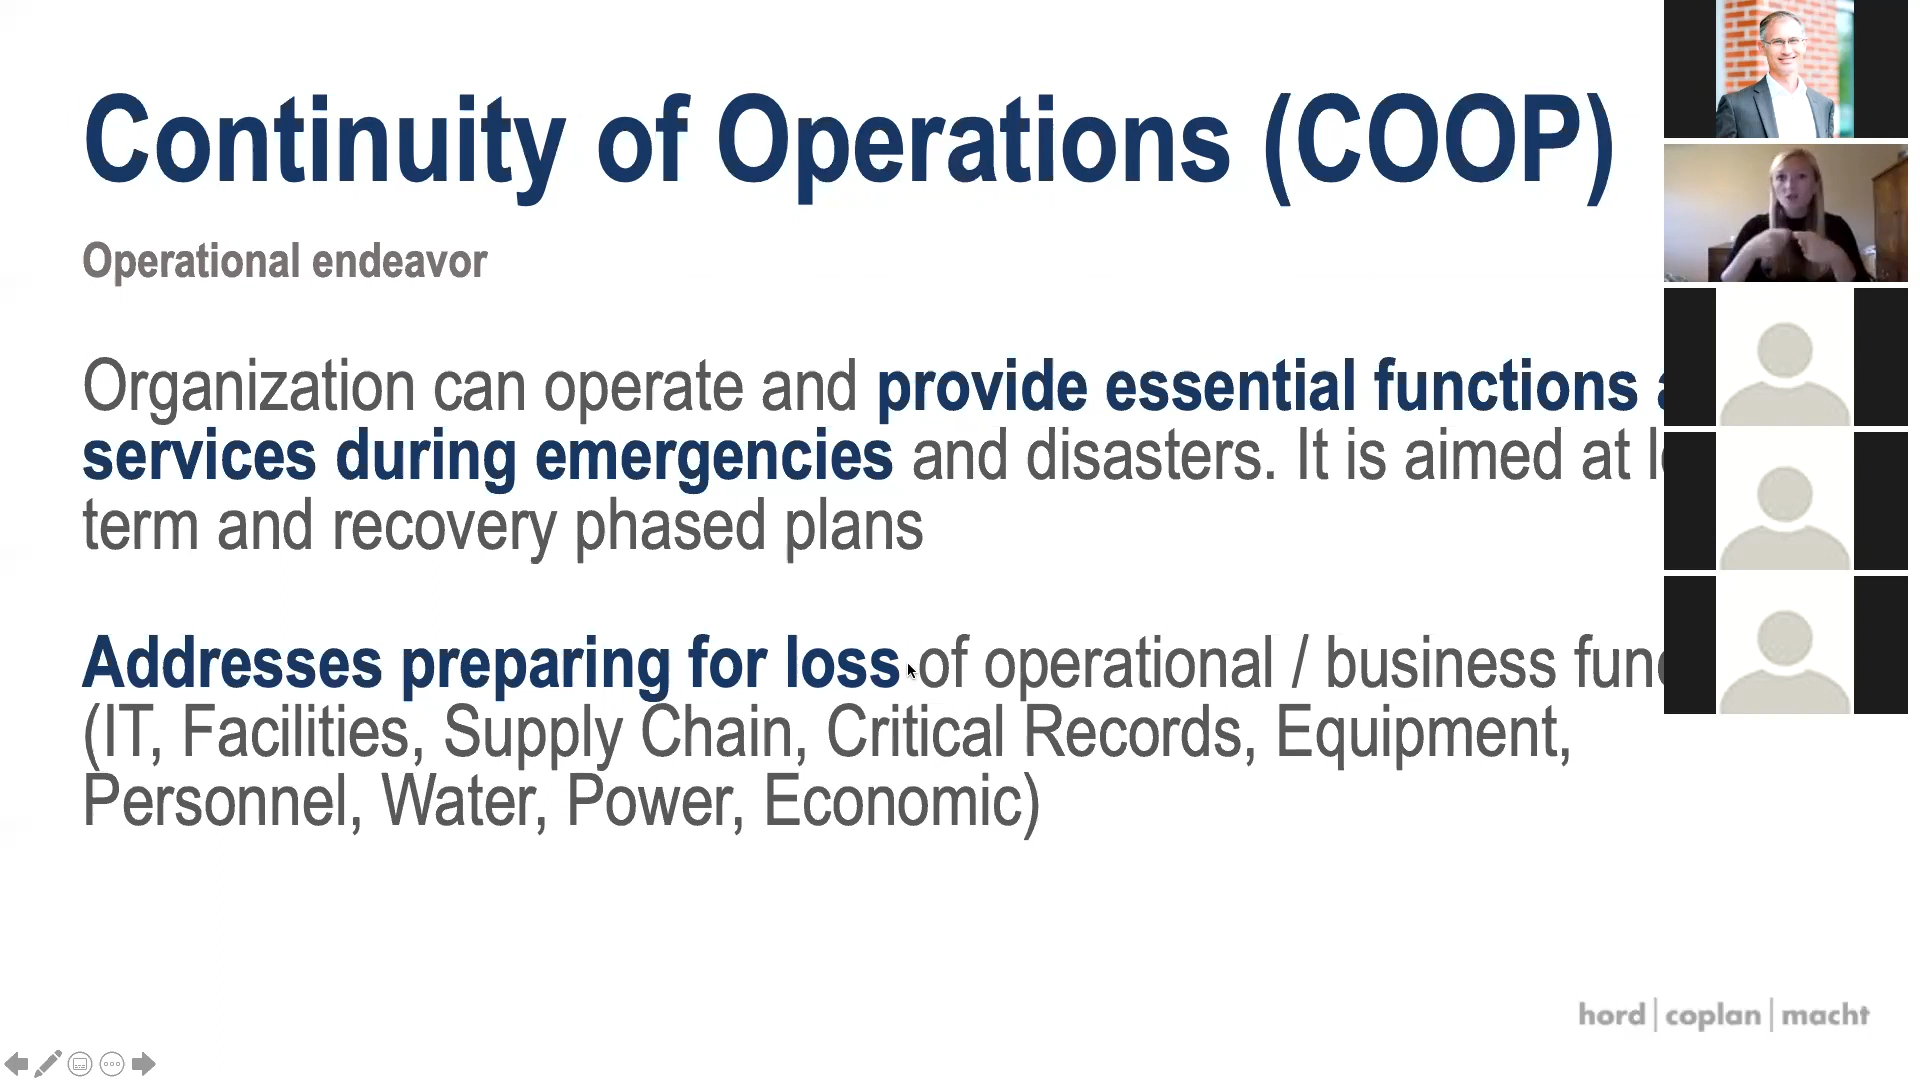 Continuity of Operations (COOP)
Operational endeavor
Organization can operate and provide essential functions
services during emergencies and disasters. It is aimed at
term and recovery phased plans
Addresses preparing for loss of operational / business
(IT, Facilities, Supply Chain, Critical Records, Equipment,
Personnel, Water, Power, Economic)
hord | coplan | macht